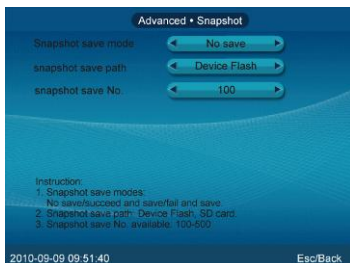 Advanced • Snapshot
Snapshot save mode
No save
snapshot save path
Device Flash
snapshot save No.
100
Instruction:
1. Snapshot save modes:
No save/succeed and save/fail and save.
2. Snapshot save path: Device Flash, SD card.
3. Snapshot save No. available: 100-500
2010-09-09 09:51:40
Esc/Back